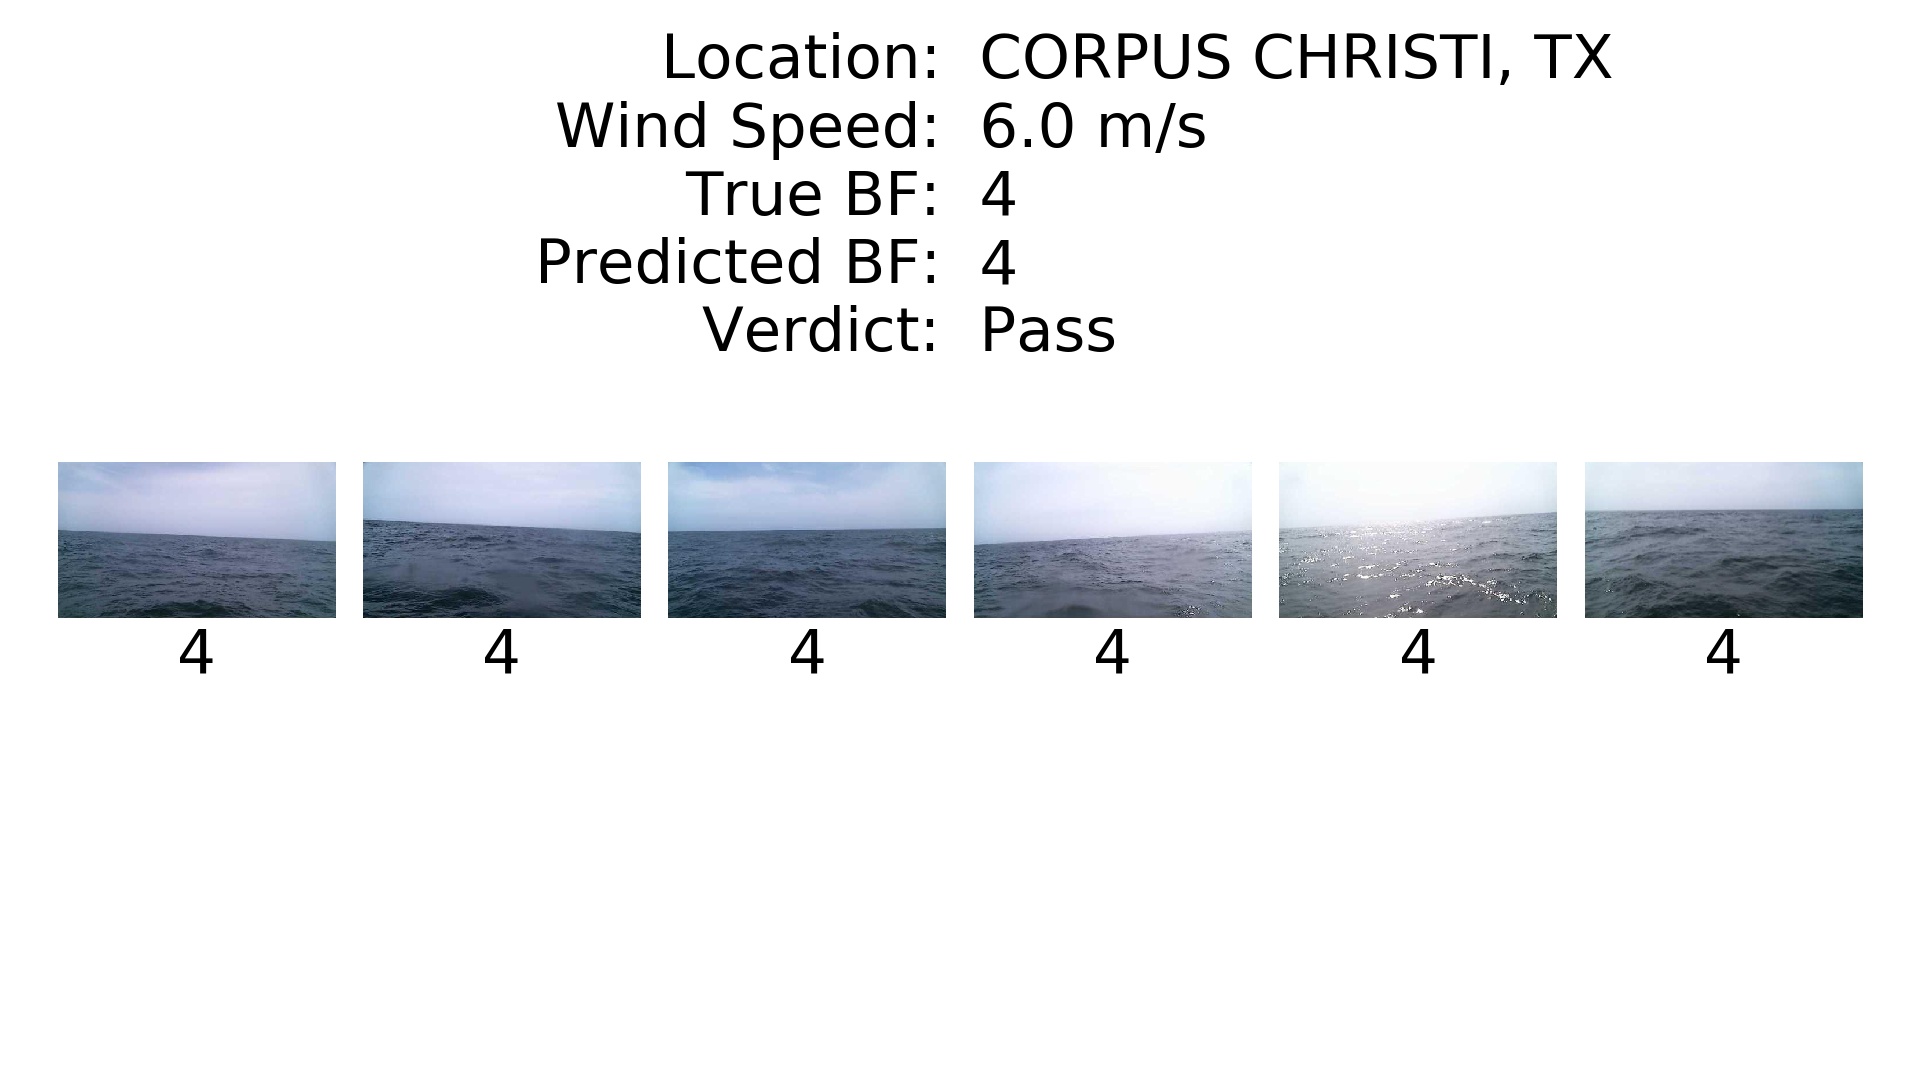 Location: CORPUS CHRISTI, TX
Wind Speed: 6.0 m/s
True BF: 4
Predicted BF: 4
Verdict: Pass
4 4 4 4 4 4